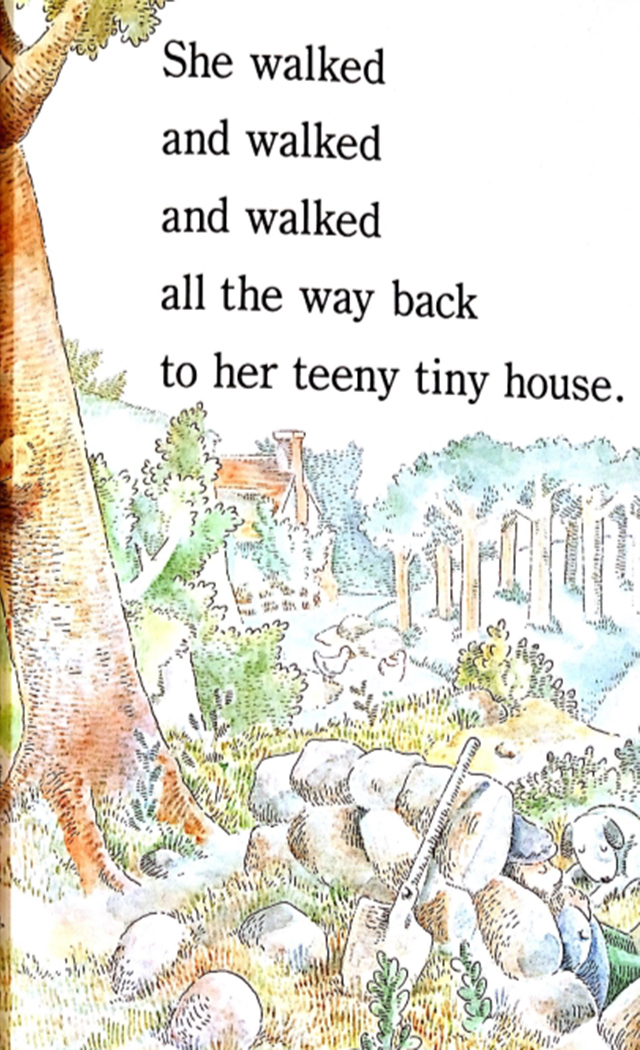 She walked
and walked
and walked
all the way back
to her teeny tiny house.